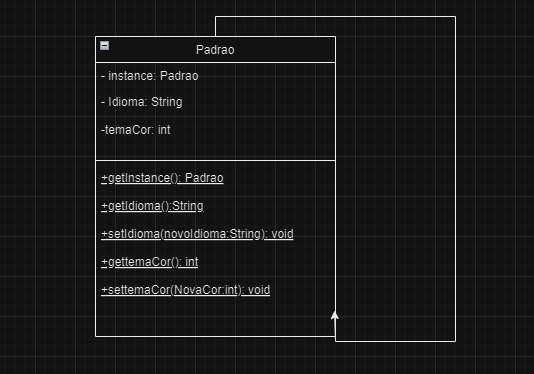 Padrao
- instance: Padrao
- Idioma: String
-temaCor: int
+getInstance(): Padrao
+getIdioma():String
+setIdioma(novoIdioma:String): void
+gettemaCor(): int
+settemaCor(NovaCor:int): void